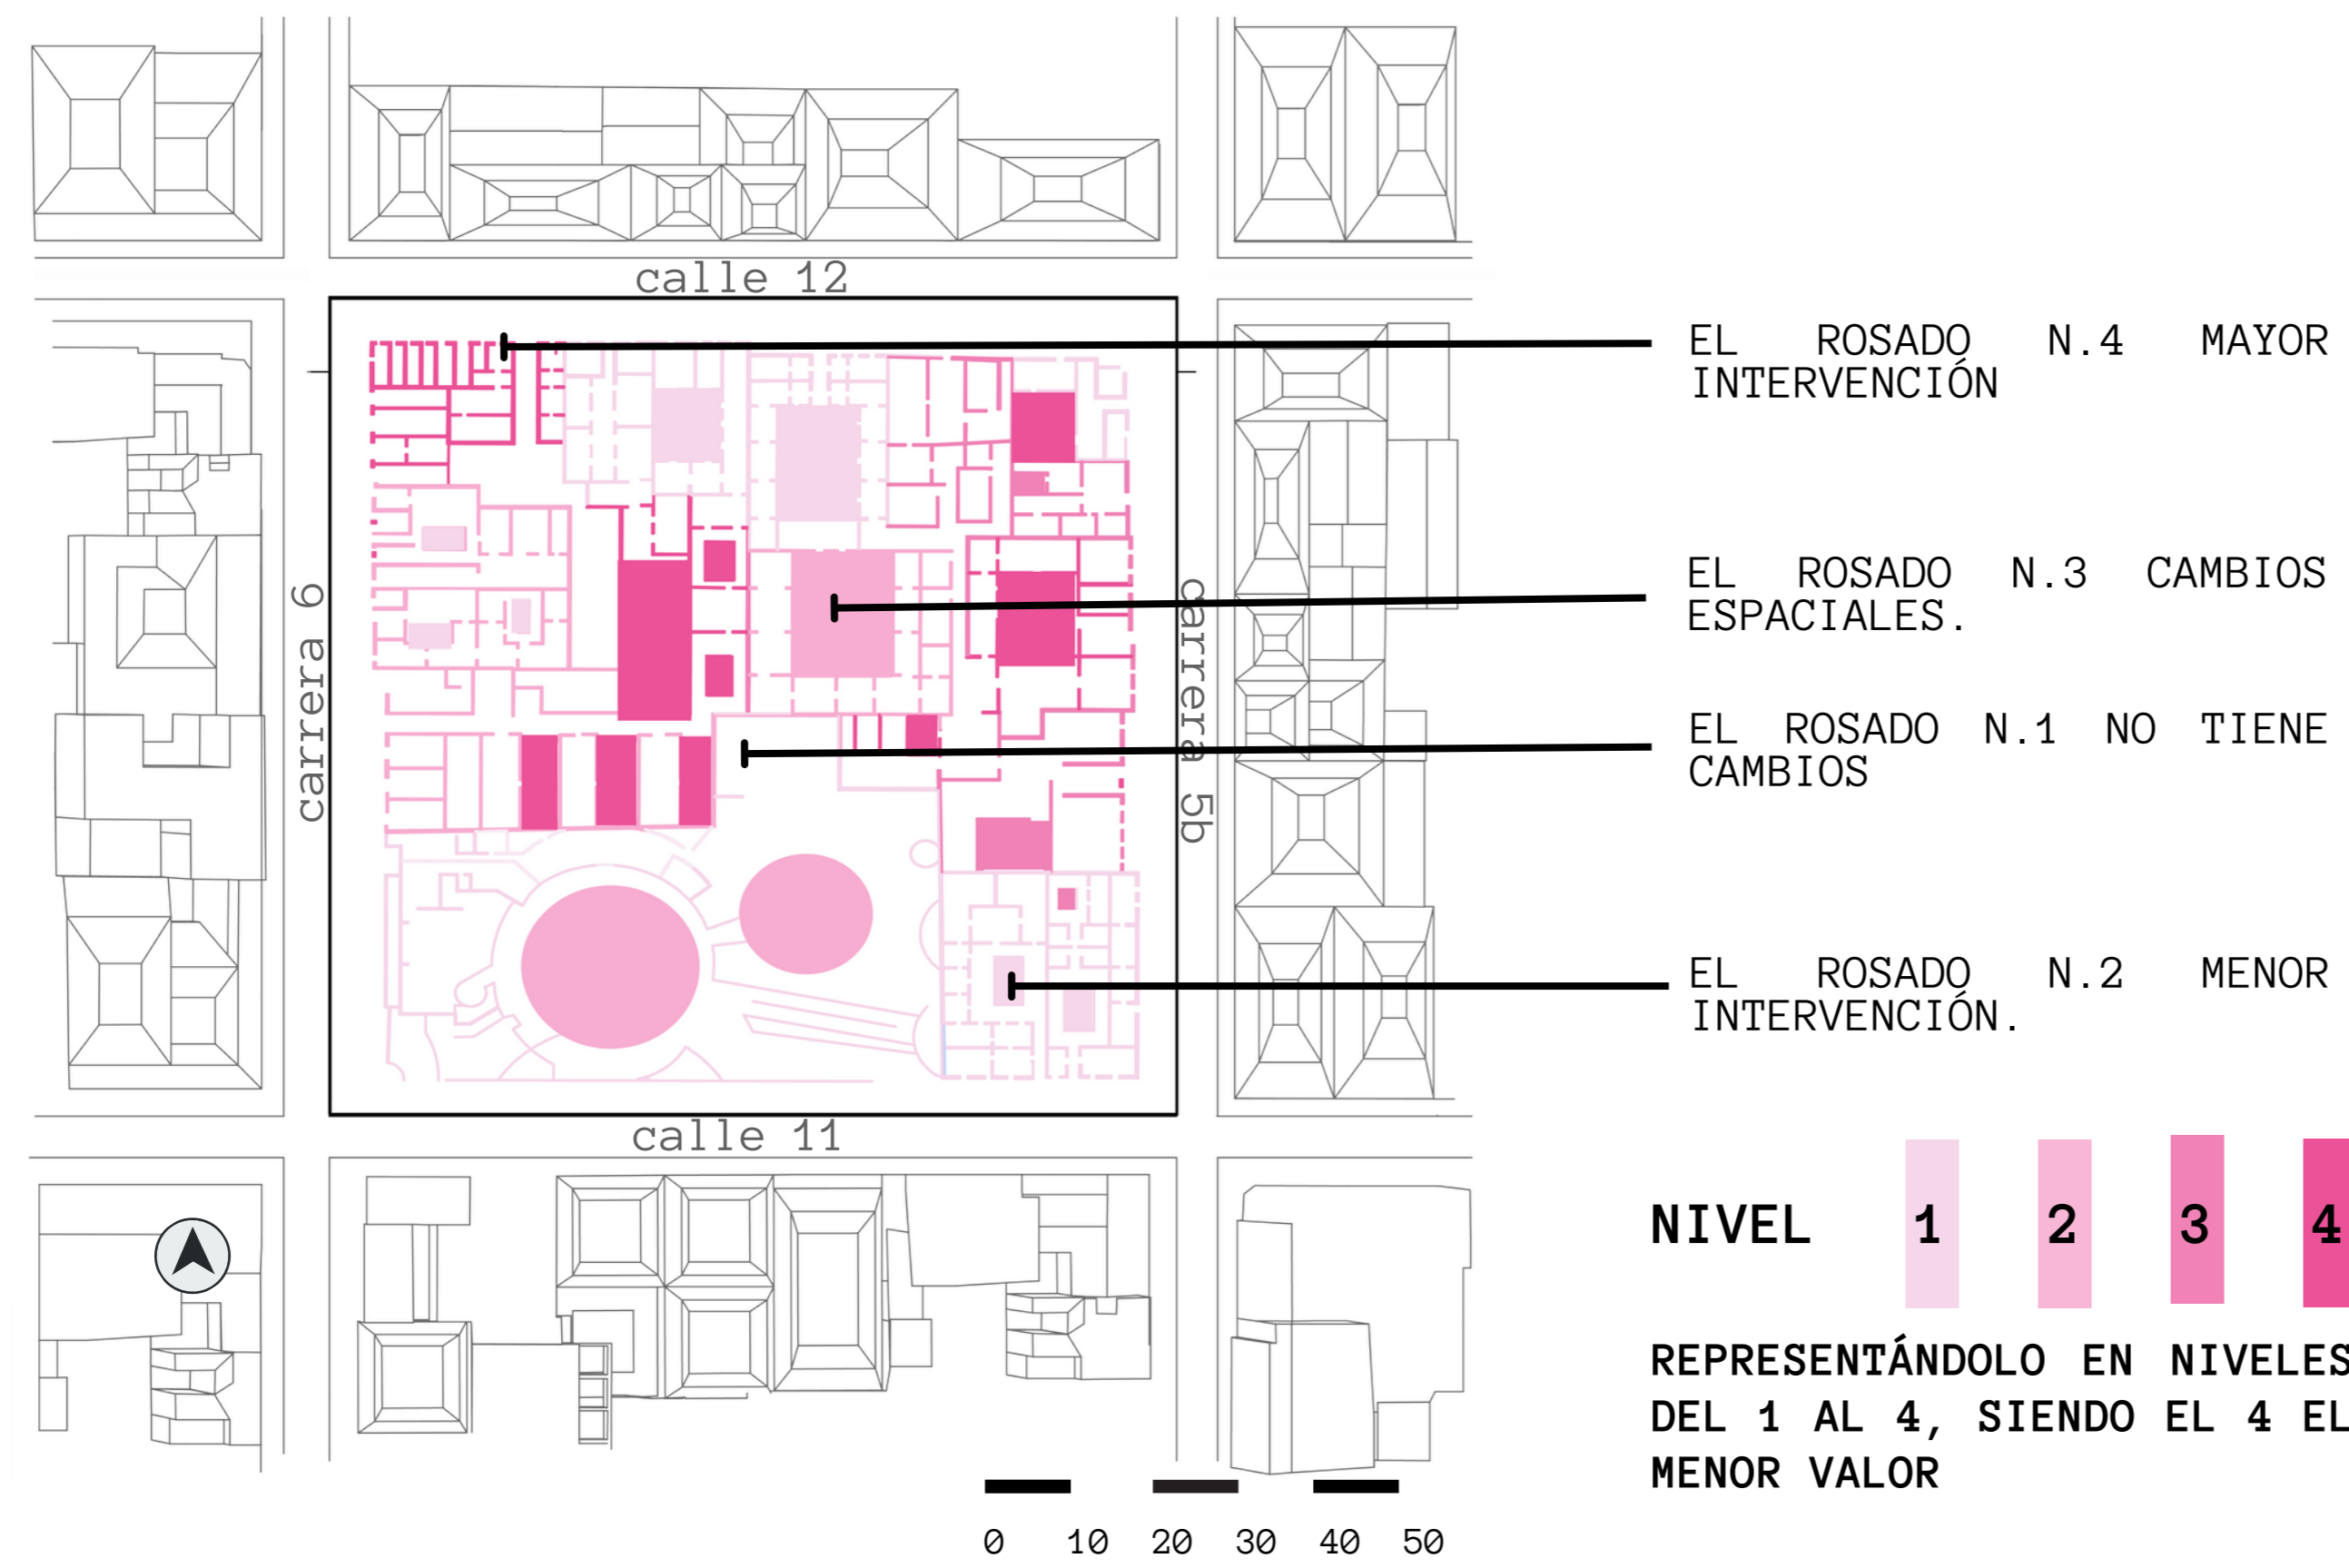 calle 12
EL ROSADO N.4 MAYOR
INTERVENCIÓN
EL ROSADO N.3 CAMBIOS
ESPACIALES.
carrera 6
carrera 5b
EL ROSADO N.1 NO TIENE
CAMBIOS
EL ROSADO N.2 MENOR
INTERVENCIÓN.
calle 11
NIVEL 1 2 3 4
REPRESENTÁNDOLO EN NIVELES
DEL 1 AL 4, SIENDO EL 4 EL
MENOR VALOR
0 10 20 30 40 50